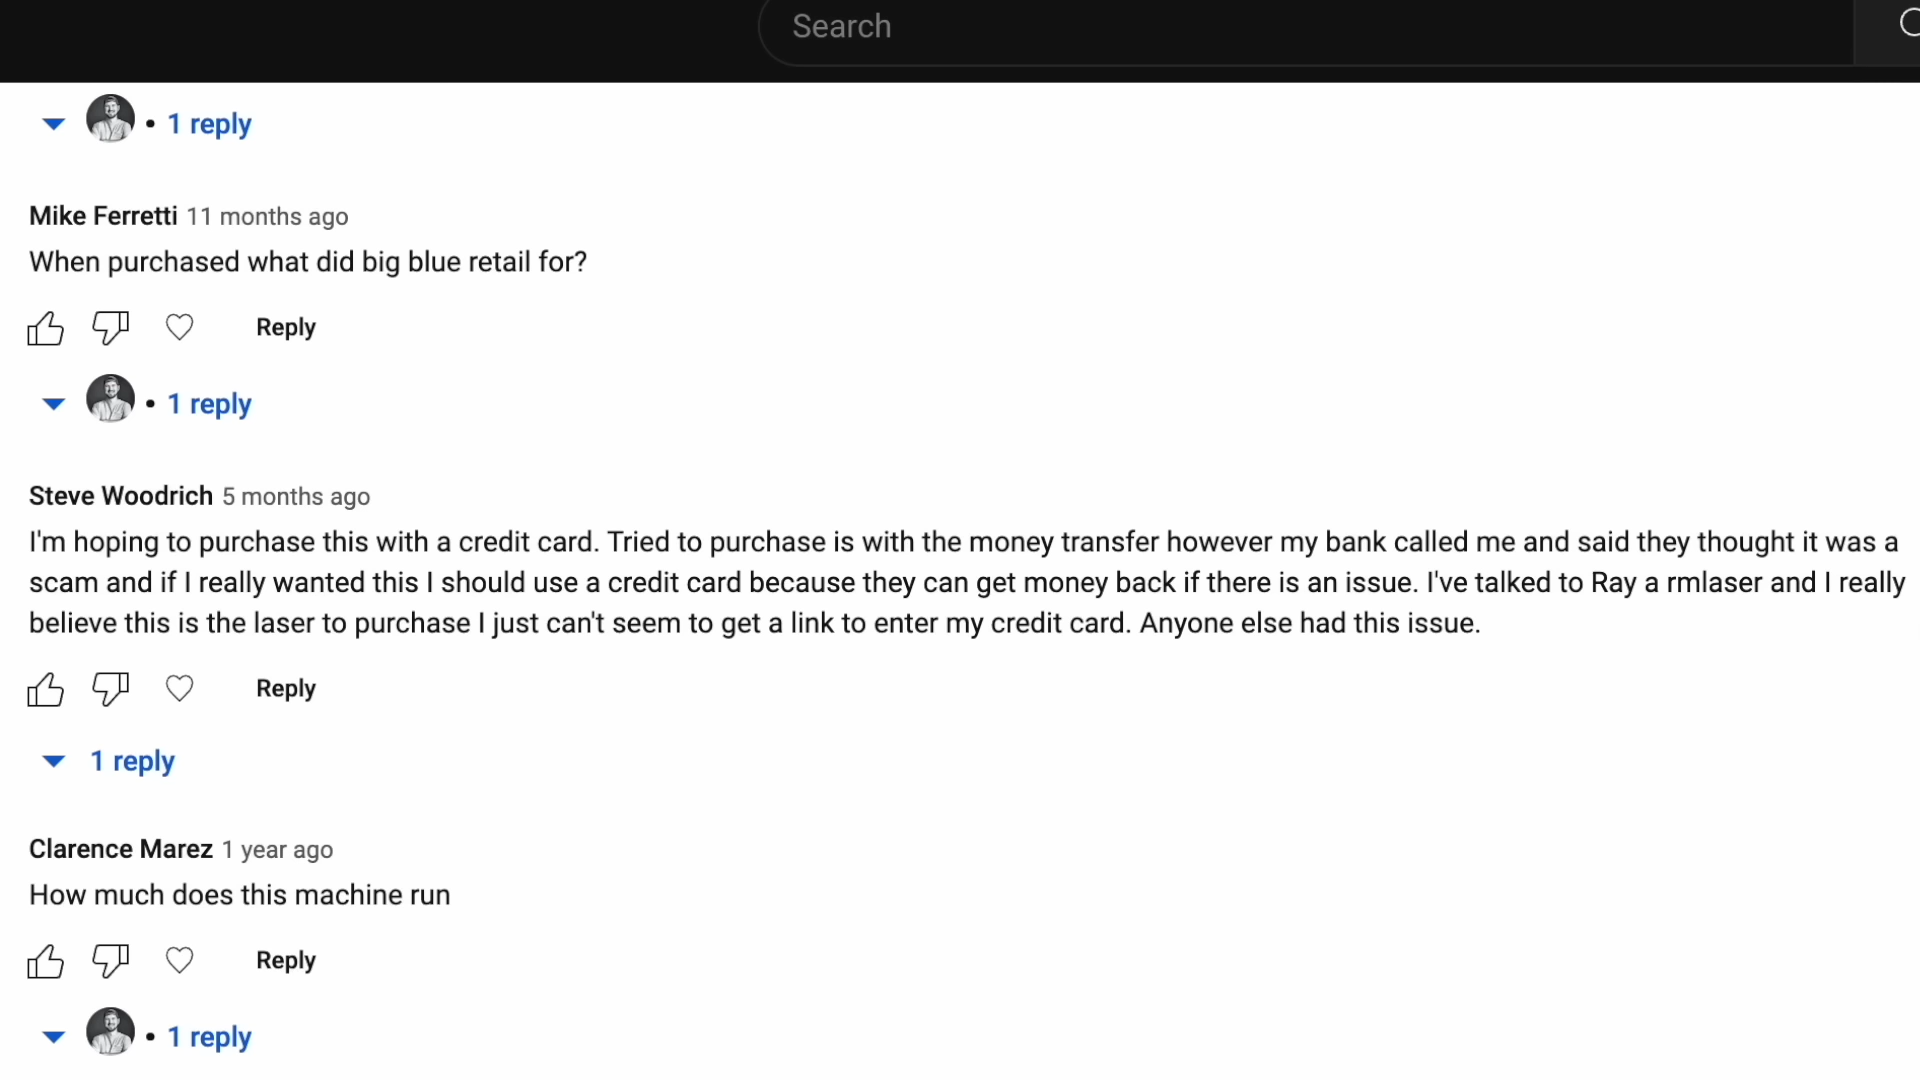 Search
• 1 reply
Mike Ferretti 11 months ago
When purchased what did big blue retail for?
Reply
• 1 reply
Steve Woodrich 5 months ago
I'm hoping to purchase this with a credit card. Tried to purchase is with the money transfer however my bank called me and said they thought it was a
scam and if I really wanted this I should use a credit card because they can get money back if there is an issue. I've talked to Ray a rmlaser and I really
believe this is the laser to purchase I just can't seem to get a link to enter my credit card. Anyone else had this issue.
Reply
1 reply
Clarence Marez 1 year ago
How much does this machine run
Reply
• 1 reply